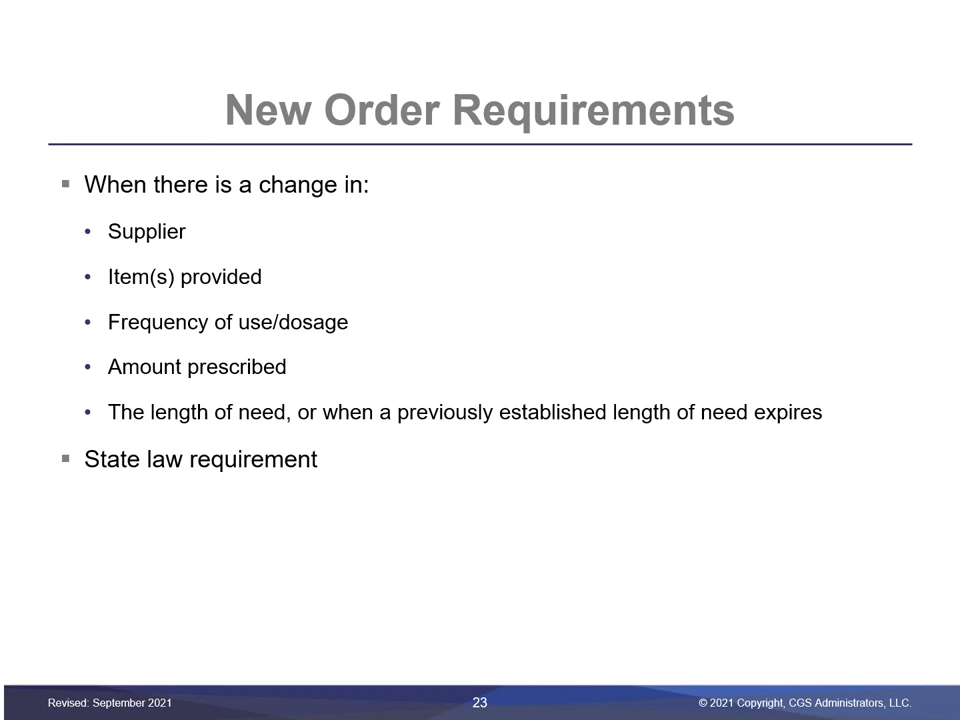 New Order Requirements
▪ When there is a change in:
• Supplier
• Item(s) provided
• Frequency of use/dosage
• Amount prescribed
• The length of need, or when a previously established length of need expires
▪ State law requirement
Revised: September 2021
23
© 2021 Copyright, CGS Administrators, LLC.